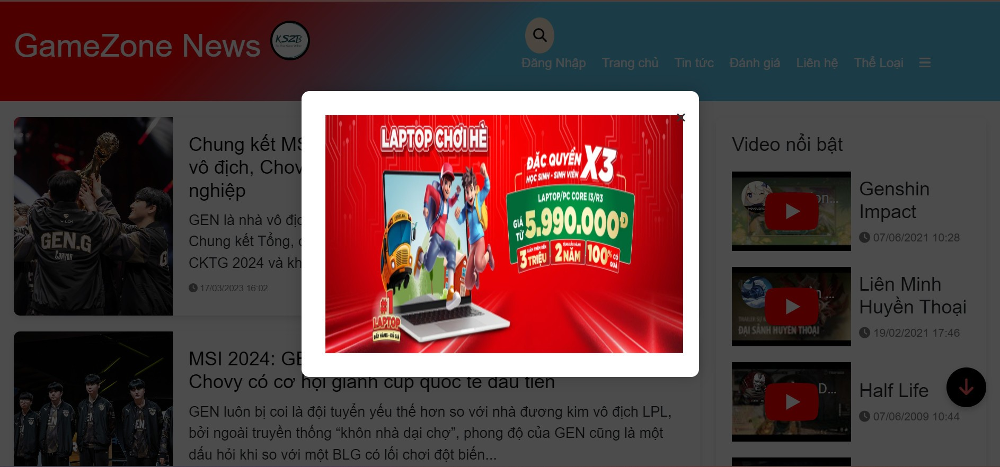 GameZone News
KSZB
Đăng Nhập
Trang chủ
Tin tức
Đánh giá
Liên hệ
Thể Loại
LAPTOP CHƠI HÈ
ĐẶC QUYỀN
HỌC SINH - SINH VIÊN
X3
LAPTOP/PC CORE I3/R3
GIÁ TỪ 5.990.000Đ
GIẢM THÊM ĐẾN
3 TRIỆU
TẶNG BẢO HÀNH
2 NĂM
100% CÓ QUÀ
#1
LAPTOP
ĐẦY HÀNG - ĐỦ GIÁ
GEN.G
Canyon
Chung kết MS
vô địch, Chov
nghiệp
GEN là nhà vô địc
Chung kết Tổng,
CKTG 2024 và kh
17/03/2023 16:02
MSI 2024: GE
Chovy có cơ hội giành cúp quốc tế đầu tiên
GEN luôn bị coi là đội tuyển yếu thế hơn so với nhà đương kim vô địch LPL,
bởi ngoài truyền thống “khôn nhà dại chợ”, phong độ của GEN cũng là một
dấu hỏi khi so với một BLG có lối chơi đột biến...
Video nổi bật
on...
Genshin
Impact
07/06/2021 10:28
n ...
ĐẠI SẢNH HUYỀN THOẠI
Liên Minh
Huyền Thoại
19/02/2021 17:46
D...
Half Life
07/06/2009 10:44